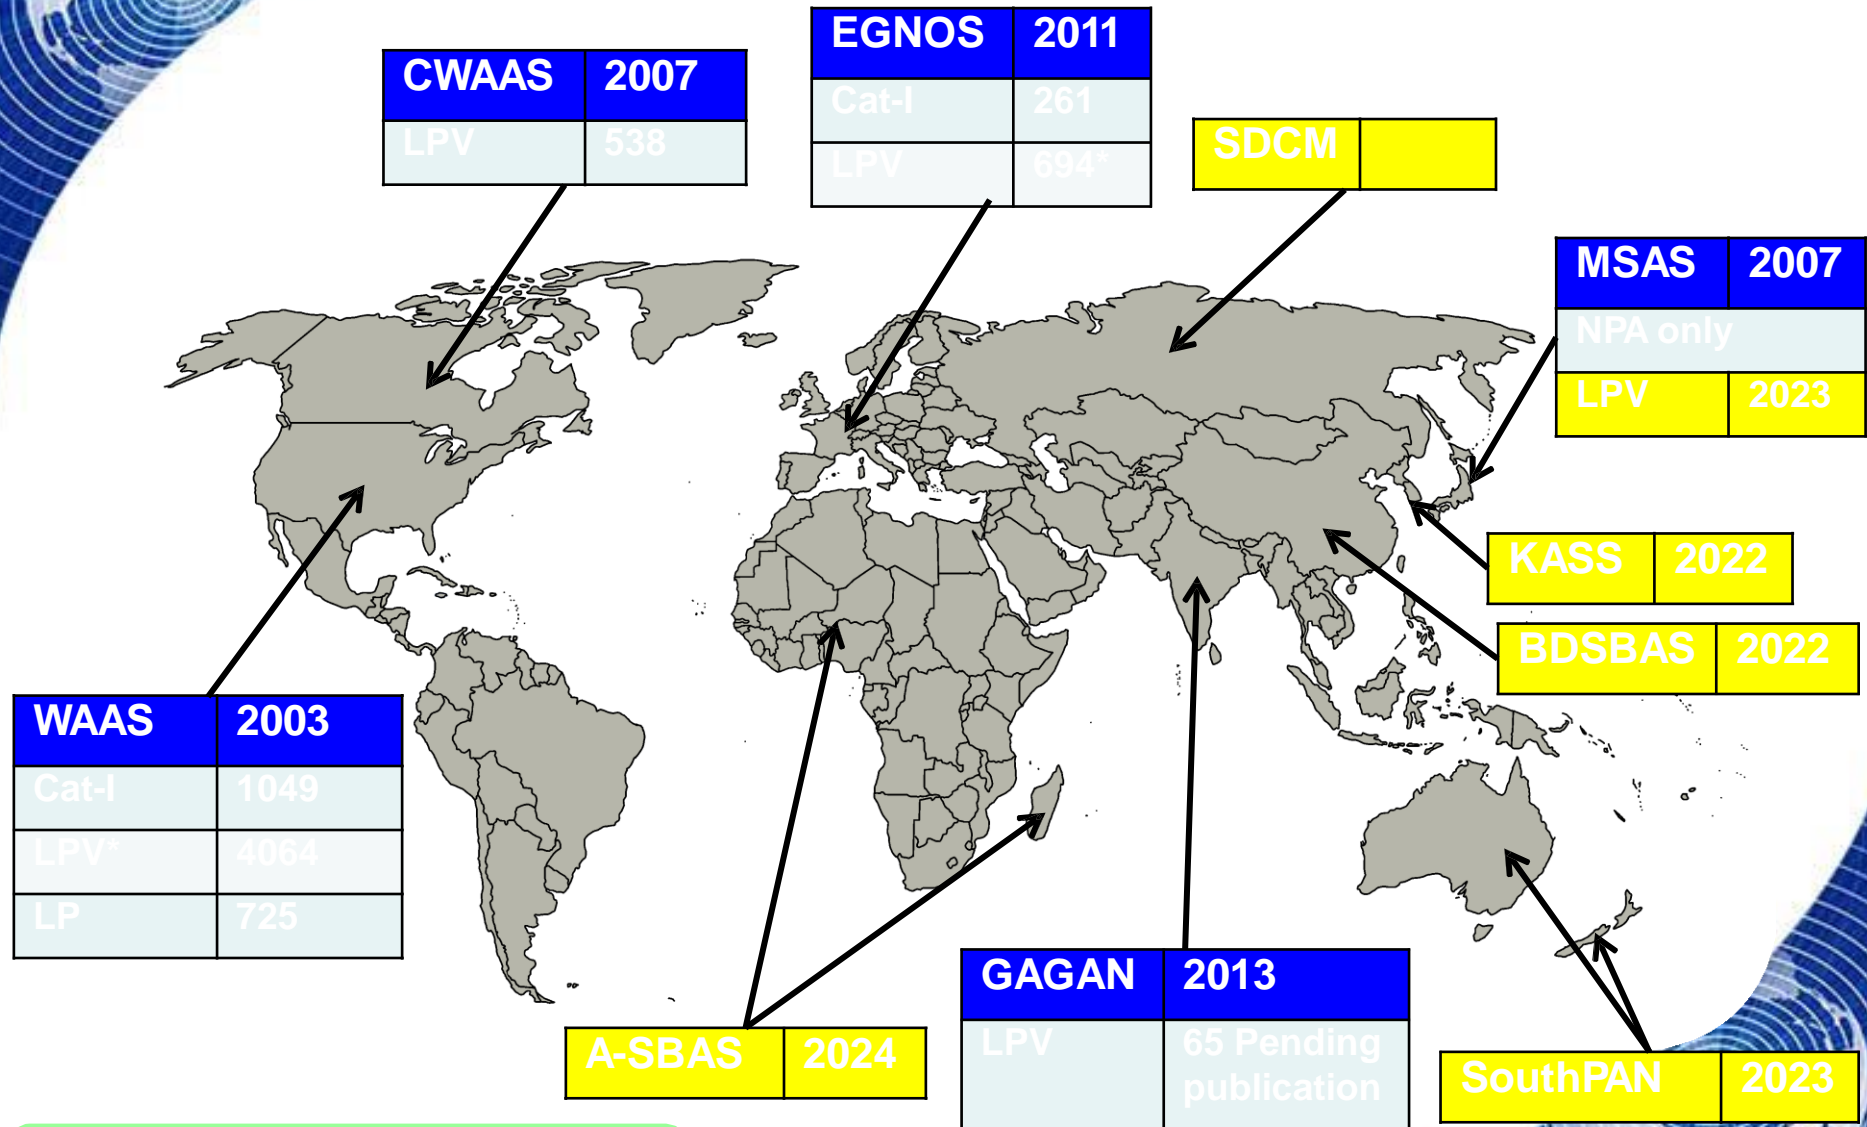 EGNOS 2011
Cat-I 261
LPV 694*
CWAAS 2007
LPV 538
SDCM
MSAS 2007
NPA only
LPV 2023
KASS 2022
BDSBAS 2022
WAAS 2003
Cat-I 1049
LPV* 4064
LP 725
GAGAN 2013
LPV 65 Pending
publication
A-SBAS 2024
SouthPAN 2023